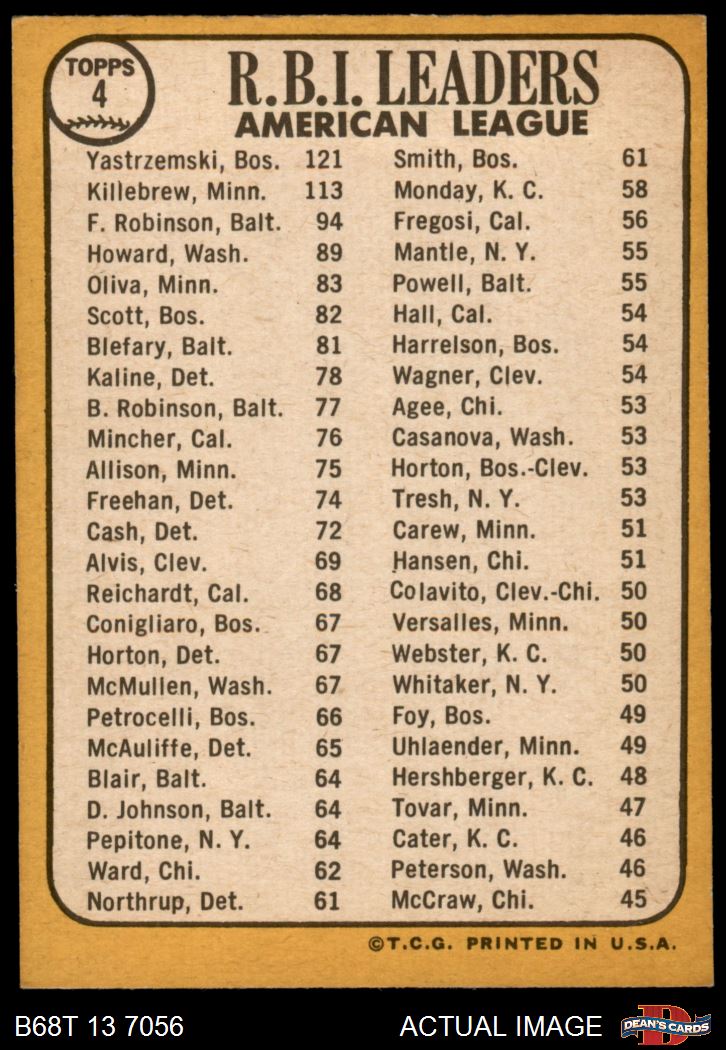 TOPPS
4
R.B.I. LEADERS
AMERICAN LEAGUE
Yastrzemski, Bos. 121
Killebrew, Minn. 113
F. Robinson, Balt. 94
Howard, Wash. 89
Oliva, Minn. 83
Scott, Bos. 82
Blefary, Balt. 81
Kaline, Det. 78
B. Robinson, Balt. 77
Mincher, Cal. 76
Allison, Minn. 75
Freehan, Det. 74
Cash, Det. 72
Alvis, Clev. 69
Reichardt, Cal. 68
Conigliaro, Bos. 67
Horton, Det. 67
McMullen, Wash. 67
Petrocelli, Bos. 66
McAuliffe, Det. 65
Blair, Balt. 64
D. Johnson, Balt. 64
Pepitone, N. Y. 64
Ward, Chi. 62
Northrup, Det. 61
Smith, Bos. 61
Monday, K. C. 58
Fregosi, Cal. 56
Mantle, N. Y. 55
Powell, Balt. 55
Hall, Cal. 54
Harrelson, Bos. 54
Wagner, Clev. 54
Agee, Chi. 53
Casanova, Wash. 53
Horton, Bos.-Clev. 53
Tresh, N. Y. 53
Carew, Minn. 51
Hansen, Chi. 51
Colavito, Clev.-Chi. 50
Versalles, Minn. 50
Webster, K. C. 50
Whitaker, N. Y. 50
Foy, Bos. 49
Uhlaender, Minn. 49
Hershberger, K. C. 48
Tovar, Minn. 47
Cater, K. C. 46
Peterson, Wash. 46
McCraw, Chi. 45
©T.C.G. PRINTED IN U.S.A.
B68T 13 7056
ACTUAL IMAGE
D
DEAN'S CARDS